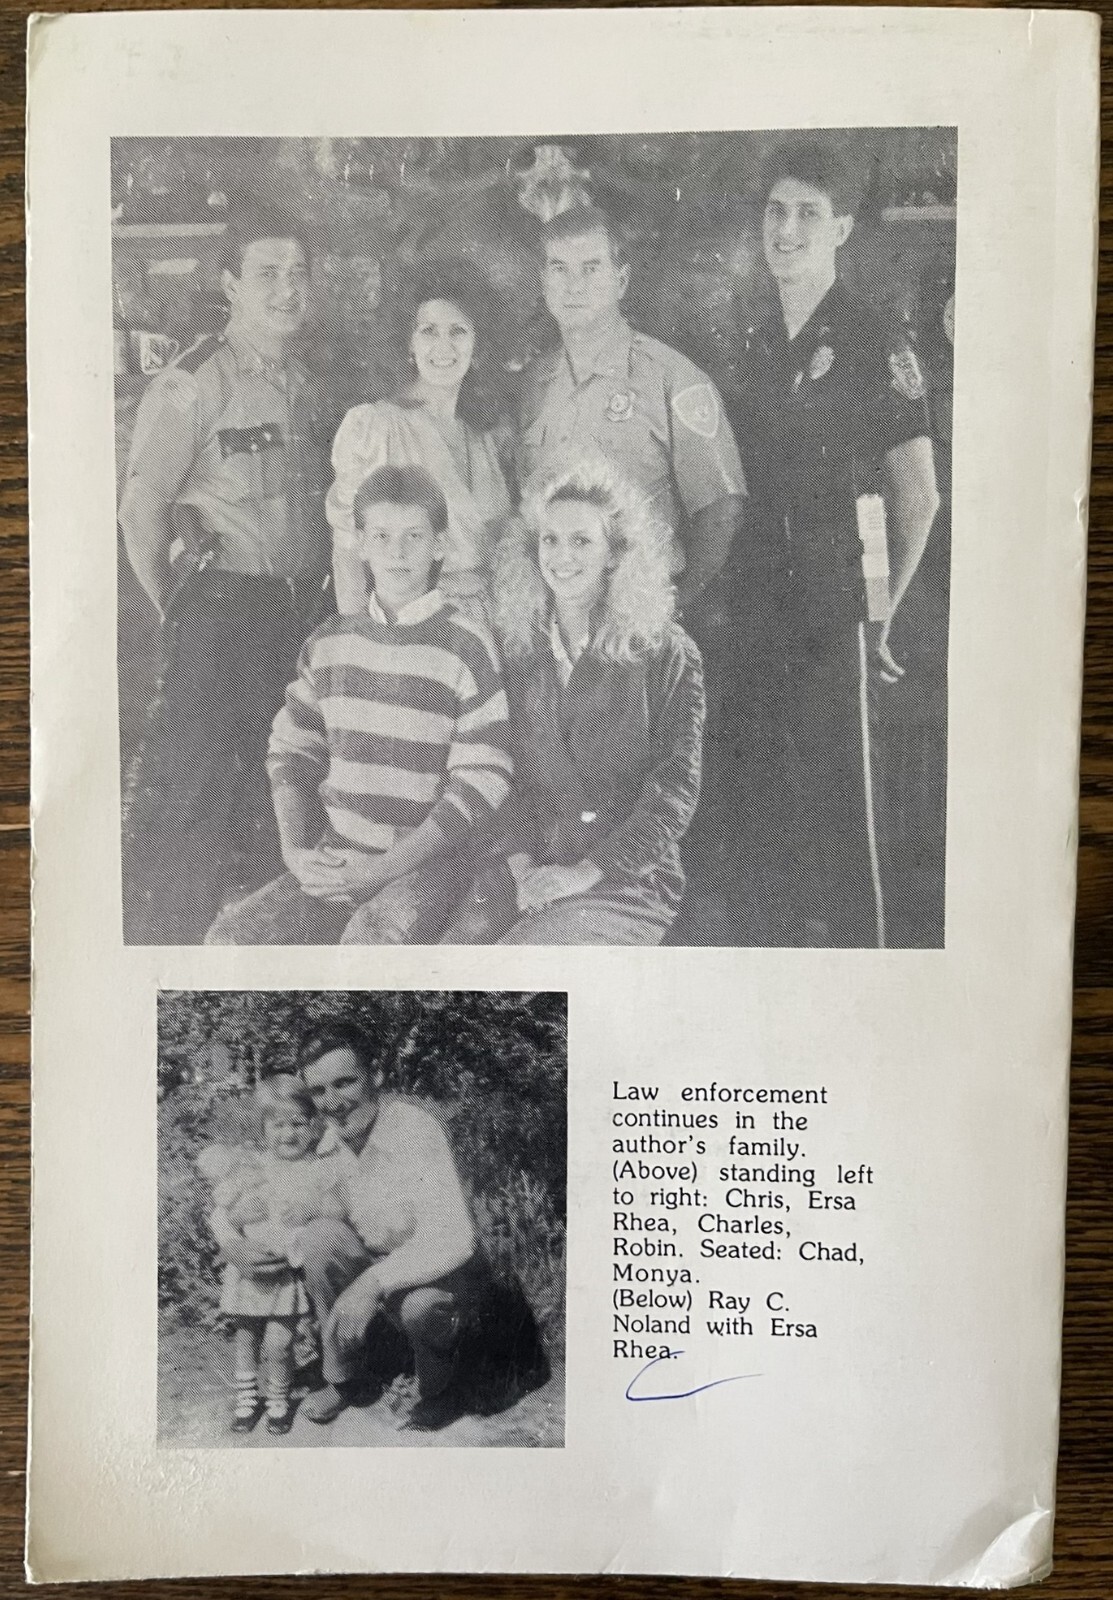 Law enforcement
continues in the
author's family.
(Above) standing left
to right: Chris, Ersa
Rhea, Charles,
Robin. Seated: Chad,
Monya.
(Below) Ray C.
Noland with Ersa
Rhea.